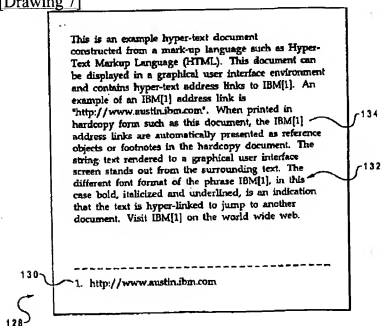 [Drawing 7]
This is an example hyper-text document
constructed from a mark-up language such as Hyper-
Text Markup Language (HTML). This document can
be displayed in a graphical user interface environment
and contains hyper-text address links to IBM[1]. An
example of an IBM[1] address link is
"http://www.austin.ibm.com". When printed in
hardcopy form such as this document, the IBM[1]
134
address links are automatically presented as reference
objects or footnotes in the hardcopy document. The
string text rendered to a graphical user interface
screen stands out from the surrounding text. The
132
different font format of the phrase IBM[1], in this
case bold, italicized and underlined, is an indication
that the text is hyper-linked to jump to another
document. Visit IBM[1] on the world wide web.
130
1. http://www.austin.ibm.com
128